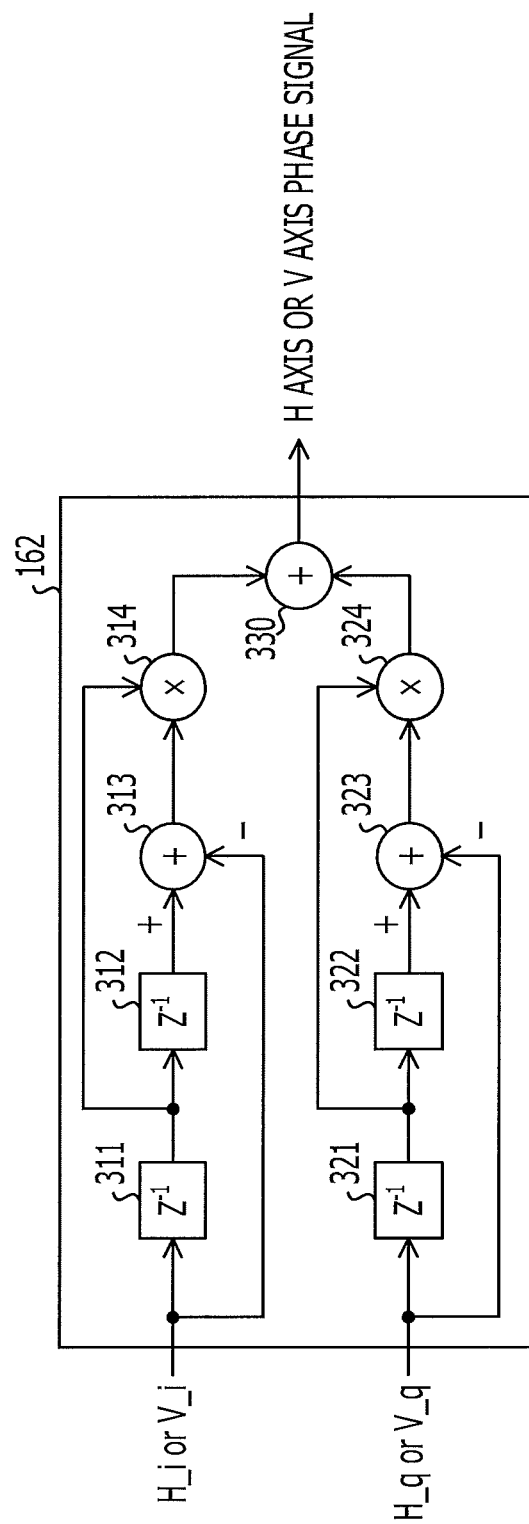 162
H_i or V_i
311
Z-1
312
Z-1
+
313
+
−
314
X
330
+
H AXIS OR V AXIS PHASE SIGNAL
H_q or V_q
321
Z-1
322
Z-1
+
323
+
−
324
X